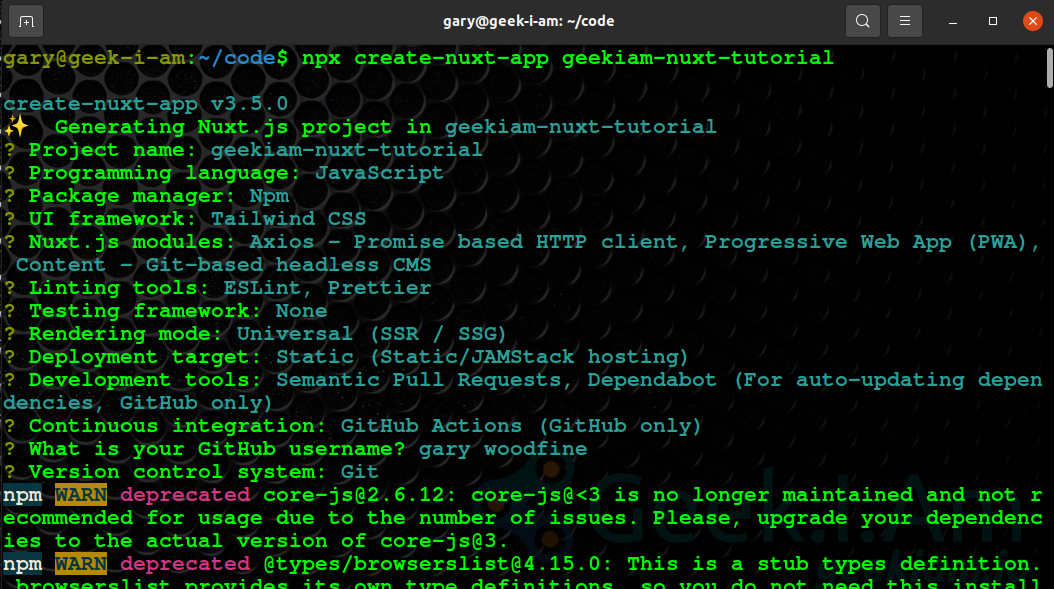 gary@geek-i-am: ~/code
gary@geek-i-am:~/code$ npx create-nuxt-app geekiam-nuxt-tutorial
create-nuxt-app v3.5.0
✨  Generating Nuxt.js project in geekiam-nuxt-tutorial
? Project name: geekiam-nuxt-tutorial
? Programming language: JavaScript
? Package manager: Npm
? UI framework: Tailwind CSS
? Nuxt.js modules: Axios - Promise based HTTP client, Progressive Web App (PWA),
Content - Git-based headless CMS
? Linting tools: ESLint, Prettier
? Testing framework: None
? Rendering mode: Universal (SSR / SSG)
? Deployment target: Static (Static/JAMStack hosting)
? Development tools: Semantic Pull Requests, Dependabot (For auto-updating depen
dencies, GitHub only)
? Continuous integration: GitHub Actions (GitHub only)
? What is your GitHub username? gary woodfine
? Version control system: Git
npm WARN deprecated core-js@2.6.12: core-js@<3 is no longer maintained and not r
ecommended for usage due to the number of issues. Please, upgrade your dependenc
ies to the actual version of core-js@3.
npm WARN deprecated @types/browserslist@4.15.0: This is a stub types definition.
browserslist provides its own type definitions, so you do not need this install
Geek.I.Am